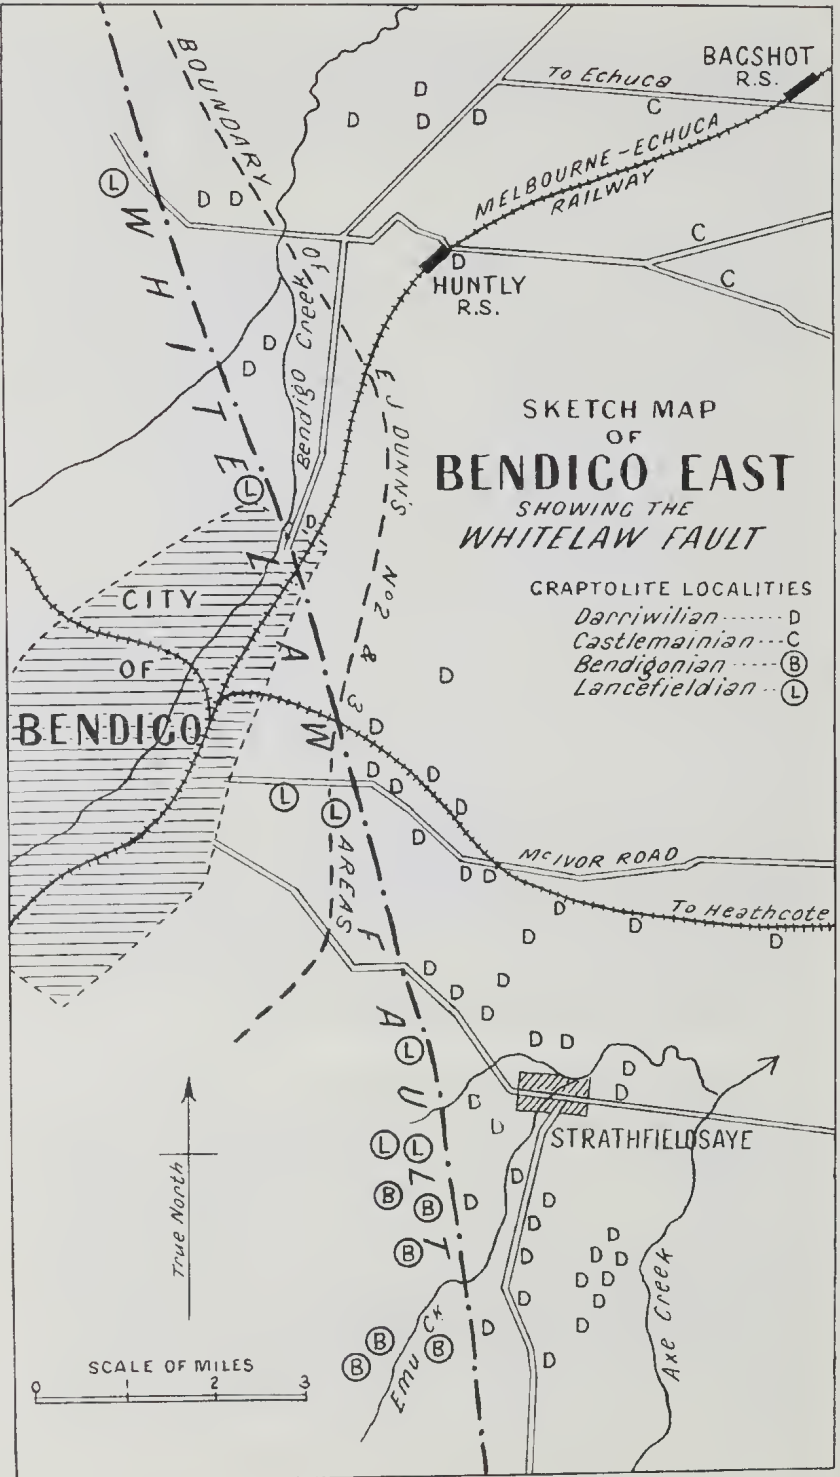 BAGSHOT
R.S.
To Echuca
C
BOUNDARY
D
D
D
D
MELBOURNE-ECHUCA
RAILWAY
L
D
D
WHITELAW FAULT
C
C
OF
D
HUNTLY
R.S.
Bendigo Creek
D
D
E J DUNN'S No 2 & 3 AREAS
SKETCH MAP
OF
BENDIGO EAST
SHOWING THE
WHITELAW FAULT
GRAPTOLITE LOCALITIES
Darriwilian ------- D
Castlemainian --- C
Bendigonian ----- B
Lancefieldian -- L
L
D
CITY
OF
BENDIGO
D
D
D
D
D
D
L
L
D
McIVOR ROAD
D
D
D
To Heathcote
D
D
D
D
D
D
D
L
D
D
D
D
D
D
STRATHFIELDSAYE
L
L
D
B
B
D
D
D
B
D
D
D
D
D
D
D
D
D
D
D
B
B
B
D
Emu Ck
Axe Creek
True North
SCALE OF MILES
0 1 2 3